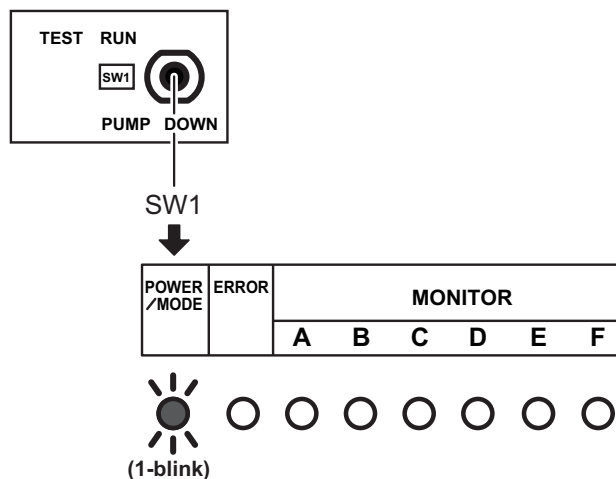 TEST RUN
SW1
PUMP DOWN
SW1
POWER ERROR MONITOR
/MODE
A B C D E F
(1-blink)